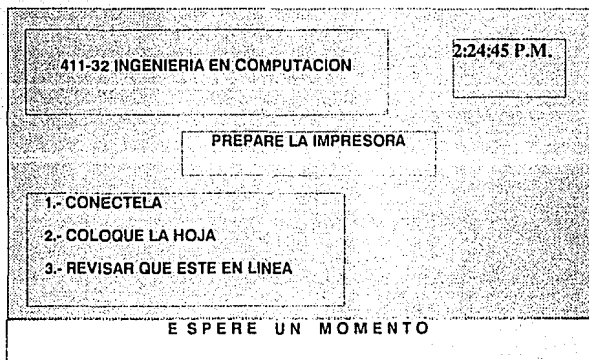 411-32 INGENIERIA EN COMPUTACION
2:24:45 P.M.
PREPARE LA IMPRESORA
1.- CONECTELA
2.- COLOQUE LA HOJA
3.- REVISAR QUE ESTE EN LINEA
ESPERE UN MOMENTO